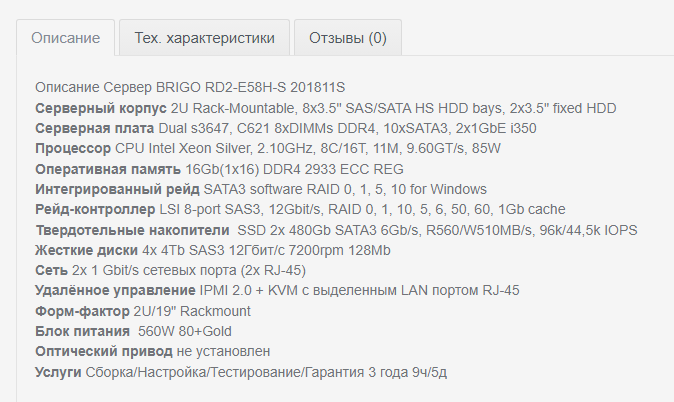 Описание
Тех. характеристики
Отзывы (0)
Описание Сервер BRIGO RD2-E58H-S 201811S
Серверный корпус 2U Rack-Mountable, 8x3.5" SAS/SATA HS HDD bays, 2x3.5" fixed HDD
Серверная плата Dual s3647, C621 8xDIMMs DDR4, 10xSATA3, 2x1GbE i350
Процессор CPU Intel Xeon Silver, 2.10GHz, 8C/16T, 11M, 9.60GT/s, 85W
Оперативная память 16Gb(1x16) DDR4 2933 ECC REG
Интегрированный рейд SATA3 software RAID 0, 1, 5, 10 for Windows
Рейд-контроллер LSI 8-port SAS3, 12Gbit/s, RAID 0, 1, 10, 5, 6, 50, 60, 1Gb cache
Твердотельные накопители SSD 2x 480Gb SATA3 6Gb/s, R560/W510MB/s, 96k/44,5k IOPS
Жесткие диски 4x 4Tb SAS3 12Гбит/с 7200rpm 128Mb
Сеть 2x 1 Gbit/s сетевых порта (2x RJ-45)
Удалённое управление IPMI 2.0 + KVM с выделенным LAN портом RJ-45
Форм-фактор 2U/19" Rackmount
Блок питания 560W 80+Gold
Оптический привод не установлен
Услуги Сборка/Настройка/Тестирование/Гарантия 3 года 9ч/5д